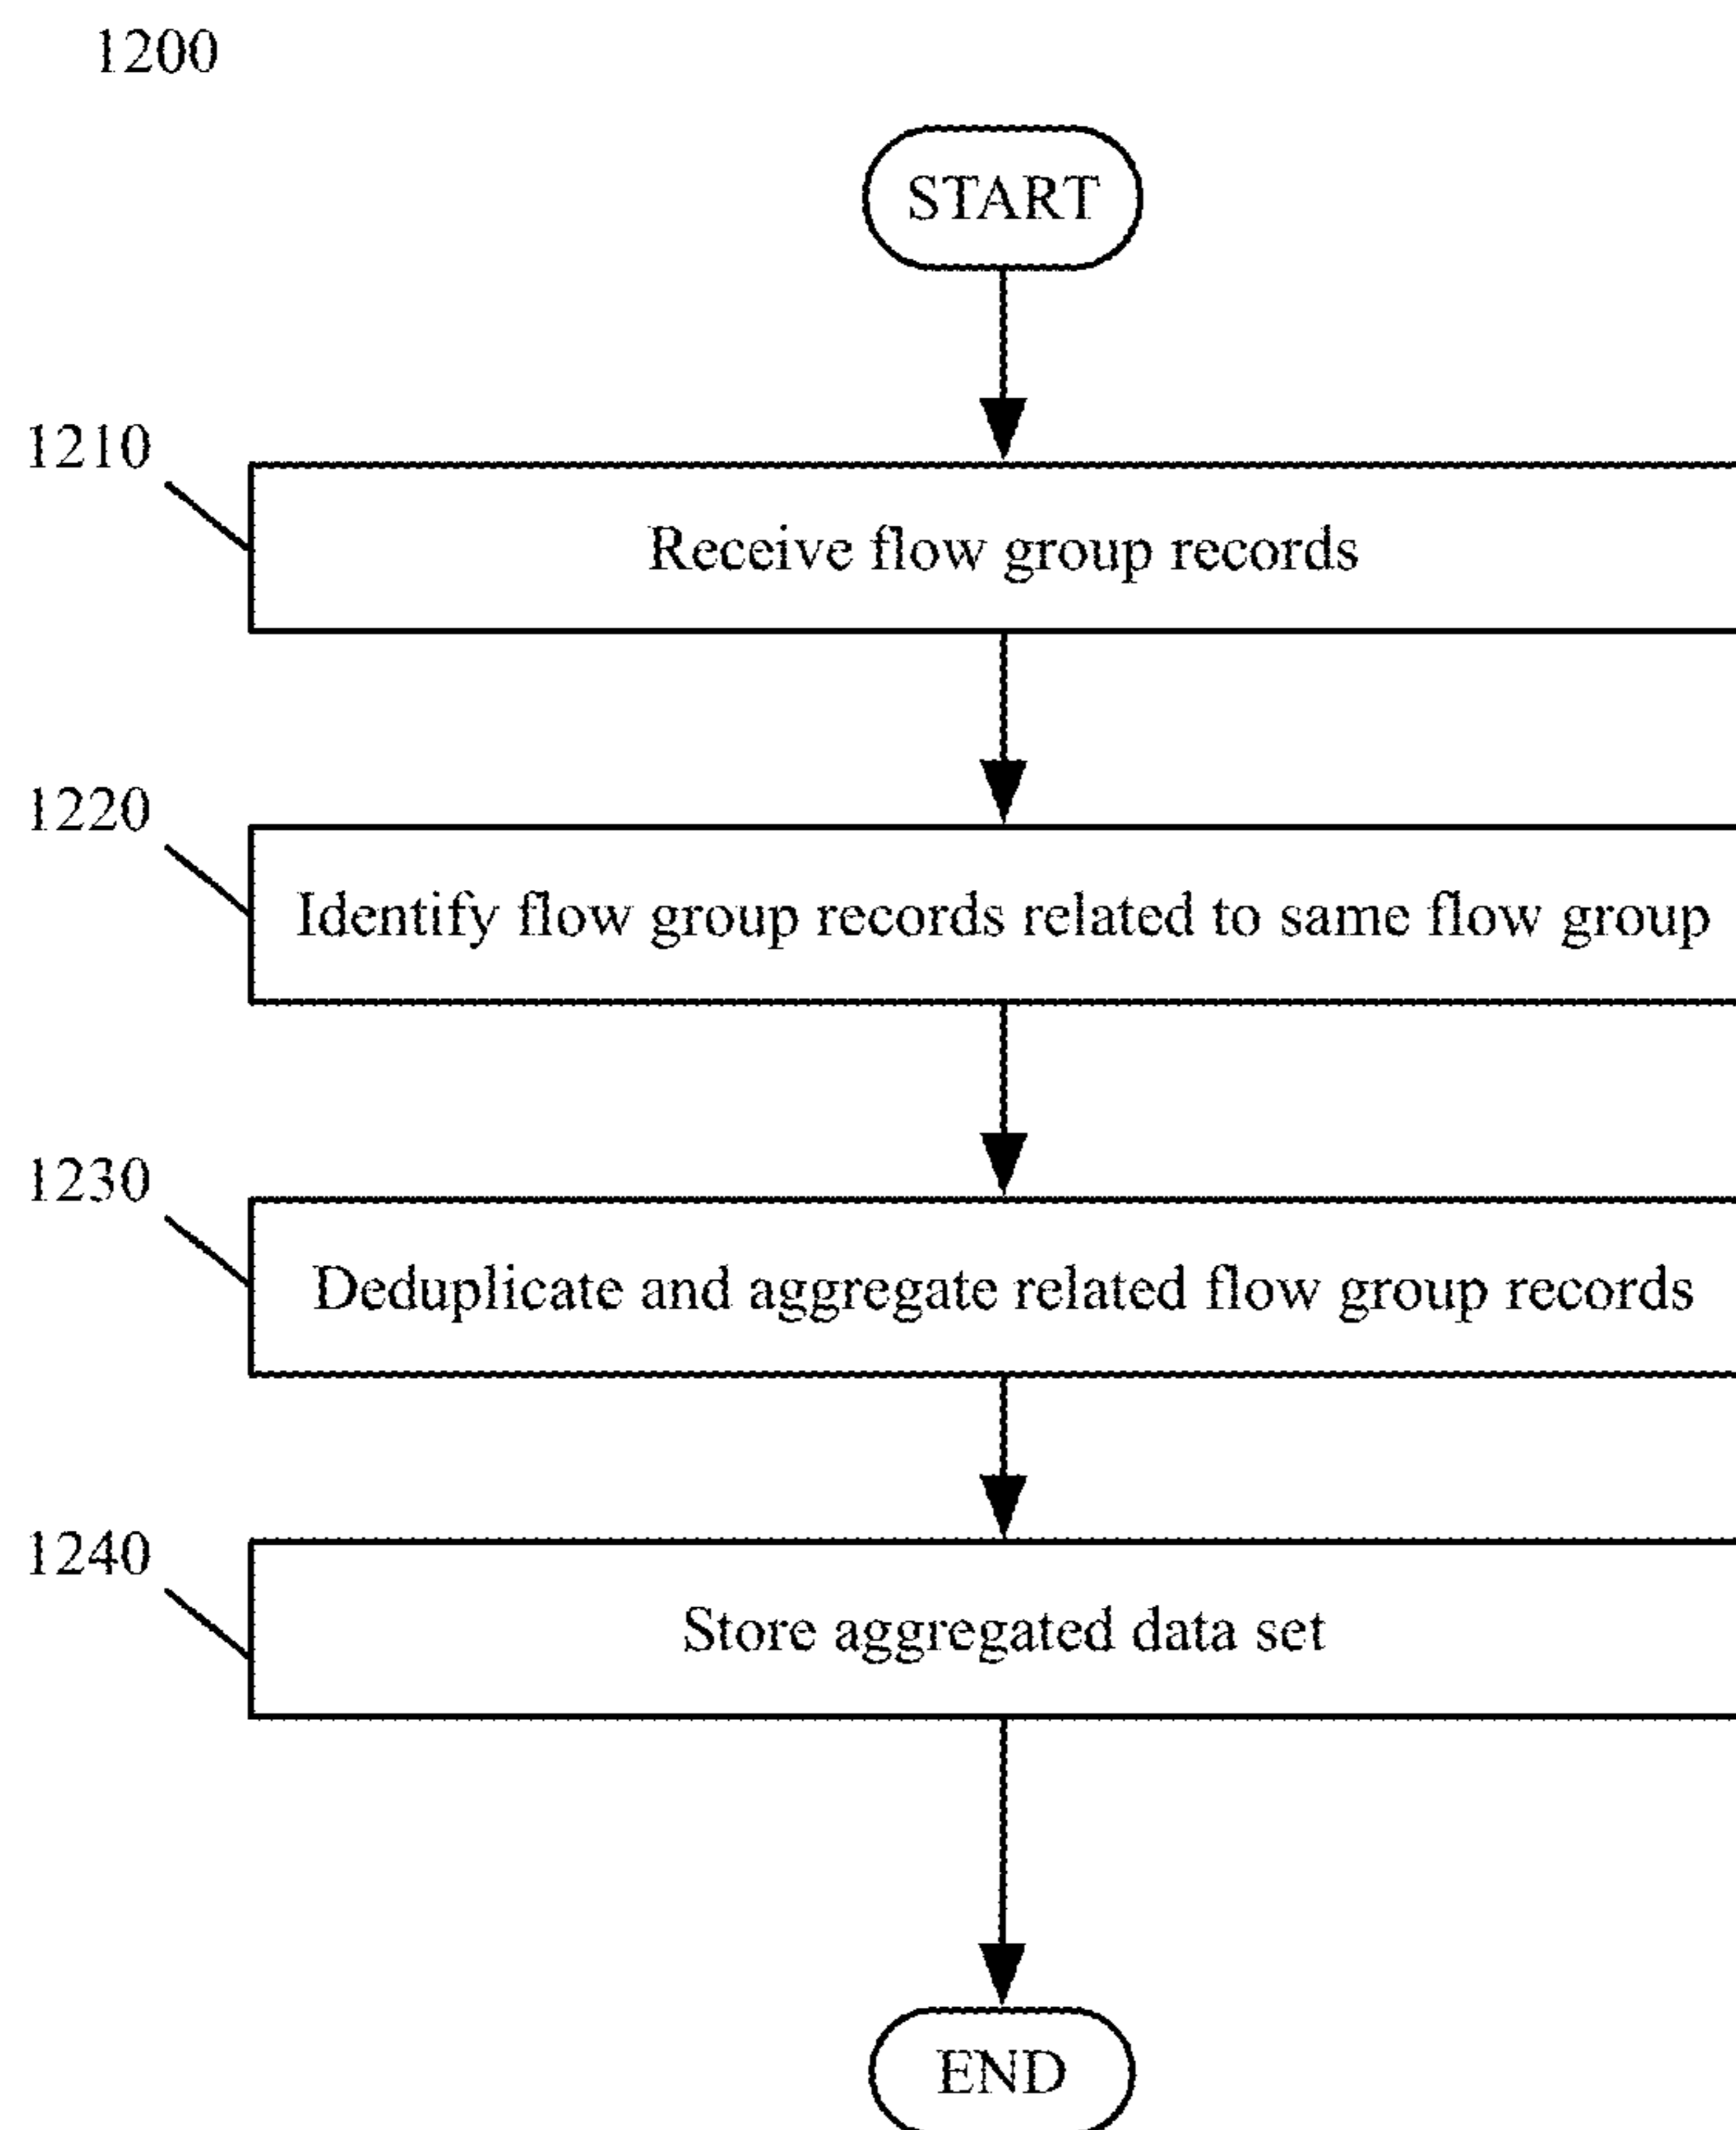 1200
START
1210
Receive flow group records
1220
Identify flow group records related to same flow group
1230
Deduplicate and aggregate related flow group records
1240
Store aggregated data set
END